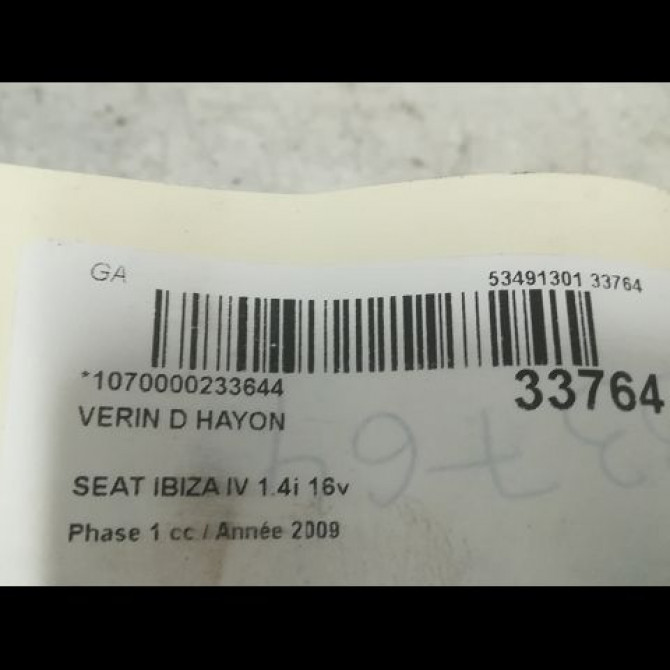 GA
53491301 33764
*1070000233644
33764
VERIN D HAYON
SEAT IBIZA IV 1.4i 16v
Phase 1 cc / Année 2009